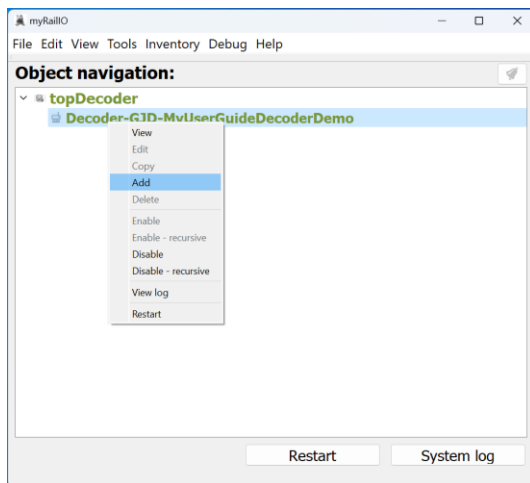 myRailIO
File Edit View Tools Inventory Debug Help
Object navigation:
topDecoder
Decoder-GJD-MyUserGuideDecoderDemo
View
Edit
Copy
Add
Delete
Enable
Enable - recursive
Disable
Disable - recursive
View log
Restart
Restart System log